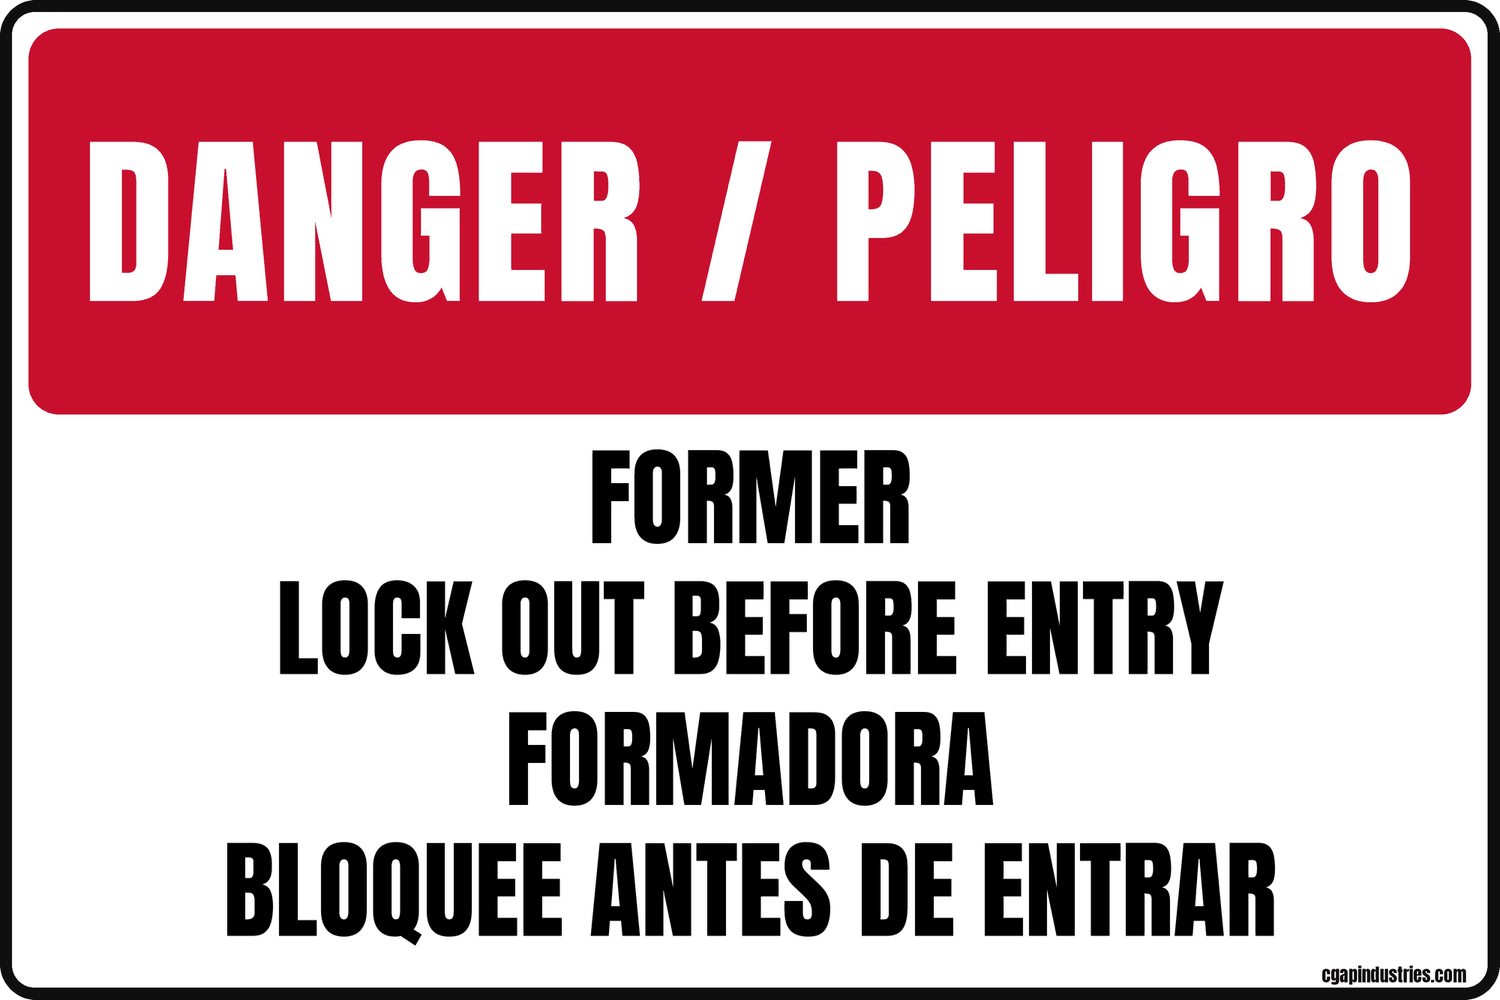 DANGER / PELIGRO
FORMER
LOCK OUT BEFORE ENTRY
FORMADORA
BLOQUEE ANTES DE ENTRAR
cgapindustries.com